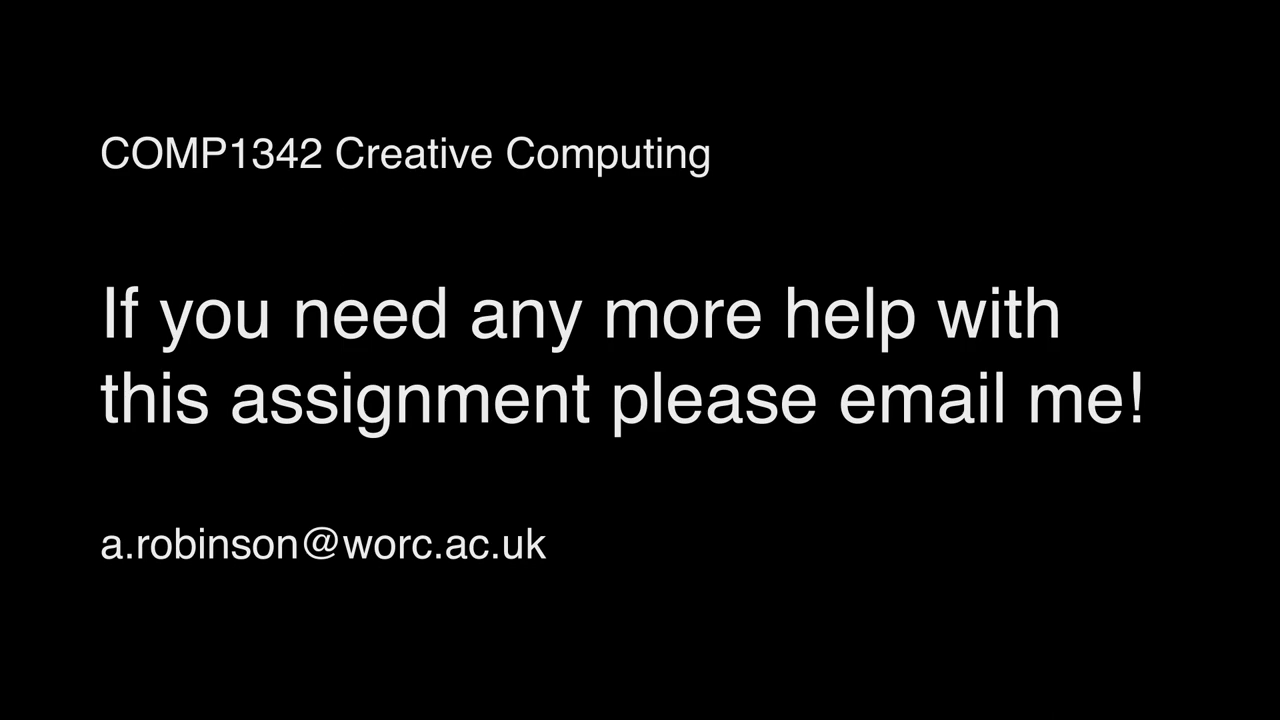 COMP1342 Creative Computing
If you need any more help with
this assignment please email me!
a.robinson@worc.ac.uk